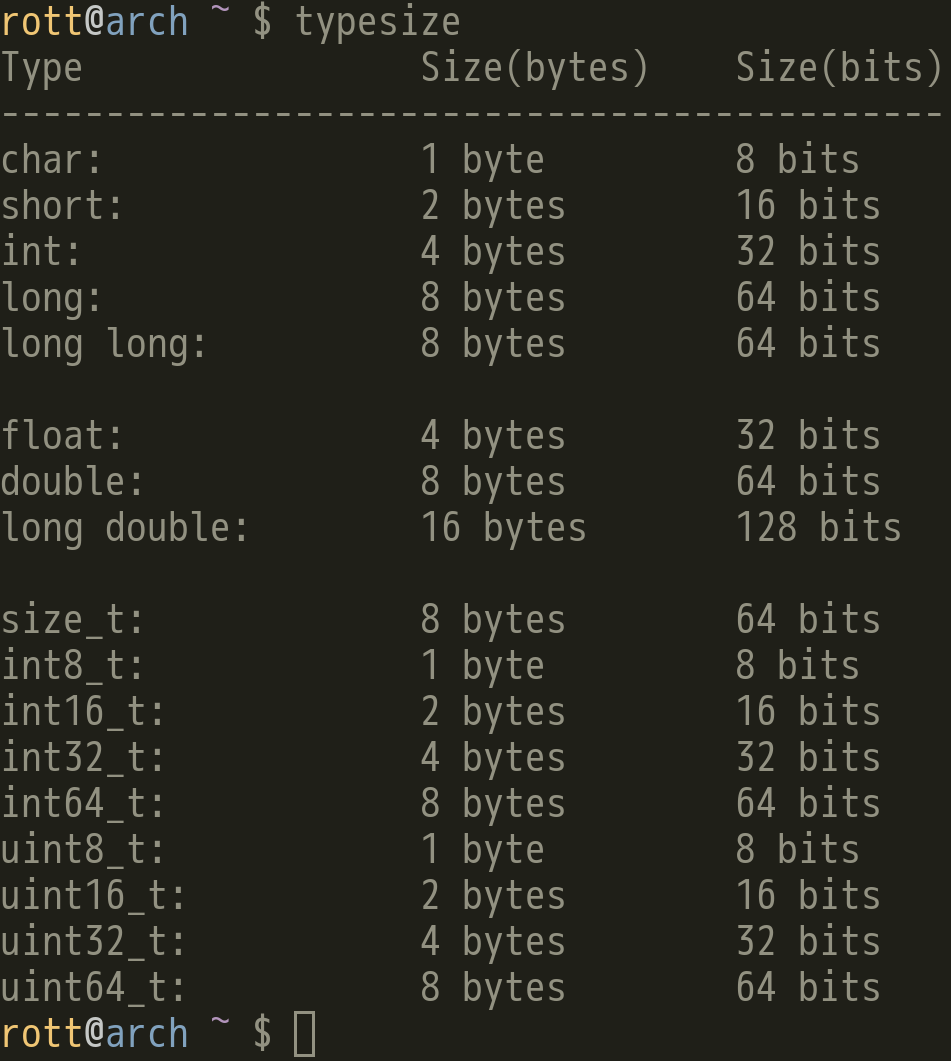 rott@arch ~ $ typesize
Type                Size(bytes)    Size(bits)
---------------------------------------------
char:               1 byte         8 bits
short:              2 bytes        16 bits
int:                4 bytes        32 bits
long:               8 bytes        64 bits
long long:          8 bytes        64 bits

float:              4 bytes        32 bits
double:             8 bytes        64 bits
long double:        16 bytes       128 bits

size_t:             8 bytes        64 bits
int8_t:             1 byte         8 bits
int16_t:            2 bytes        16 bits
int32_t:            4 bytes        32 bits
int64_t:            8 bytes        64 bits
uint8_t:            1 byte         8 bits
uint16_t:           2 bytes        16 bits
uint32_t:           4 bytes        32 bits
uint64_t:           8 bytes        64 bits
rott@arch ~ $